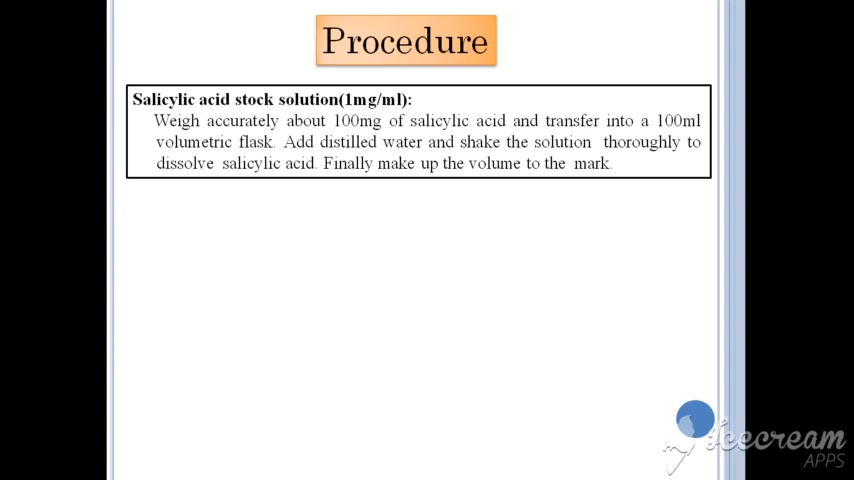 Procedure
Salicylic acid stock solution(1mg/ml):
Weigh accurately about 100mg of salicylic acid and transfer into a 100ml
volumetric flask. Add distilled water and shake the solution thoroughly to
dissolve salicylic acid. Finally make up the volume to the mark.
Icecream
APPS